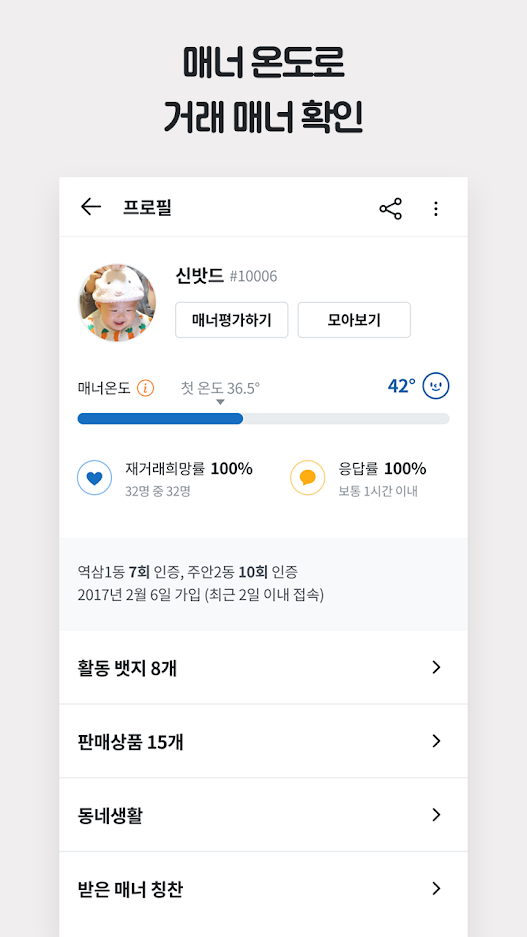 매너 온도로
거래 매너 확인
프로필
신밧드 #10006
매너평가하기 모아보기
매너온도 첫 온도 36.5° 42°
재거래희망률 100% 응답률 100%
32명 중 32명 보통 1시간 이내
역삼1동 7회 인증, 주안2동 10회 인증
2017년 2월 6일 가입 (최근 2일 이내 접속)
활동 뱃지 8개
판매상품 15개
동네생활
받은 매너 칭찬